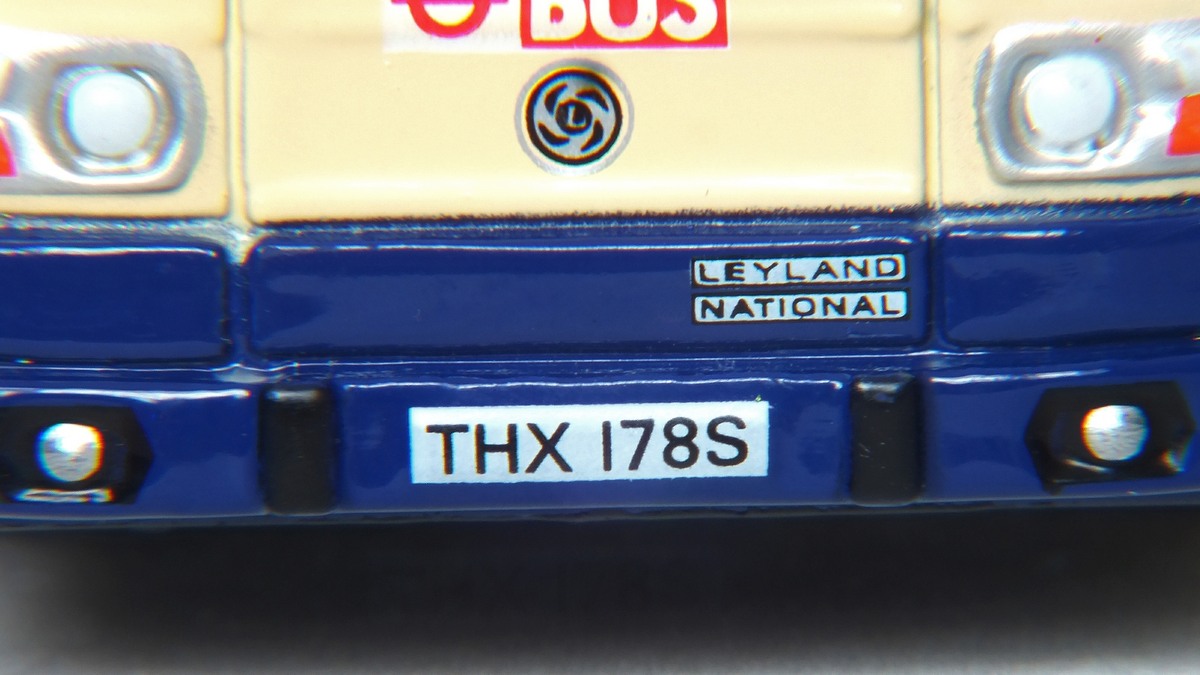 BUS
L
LEYLAND
NATIONAL
THX 178S